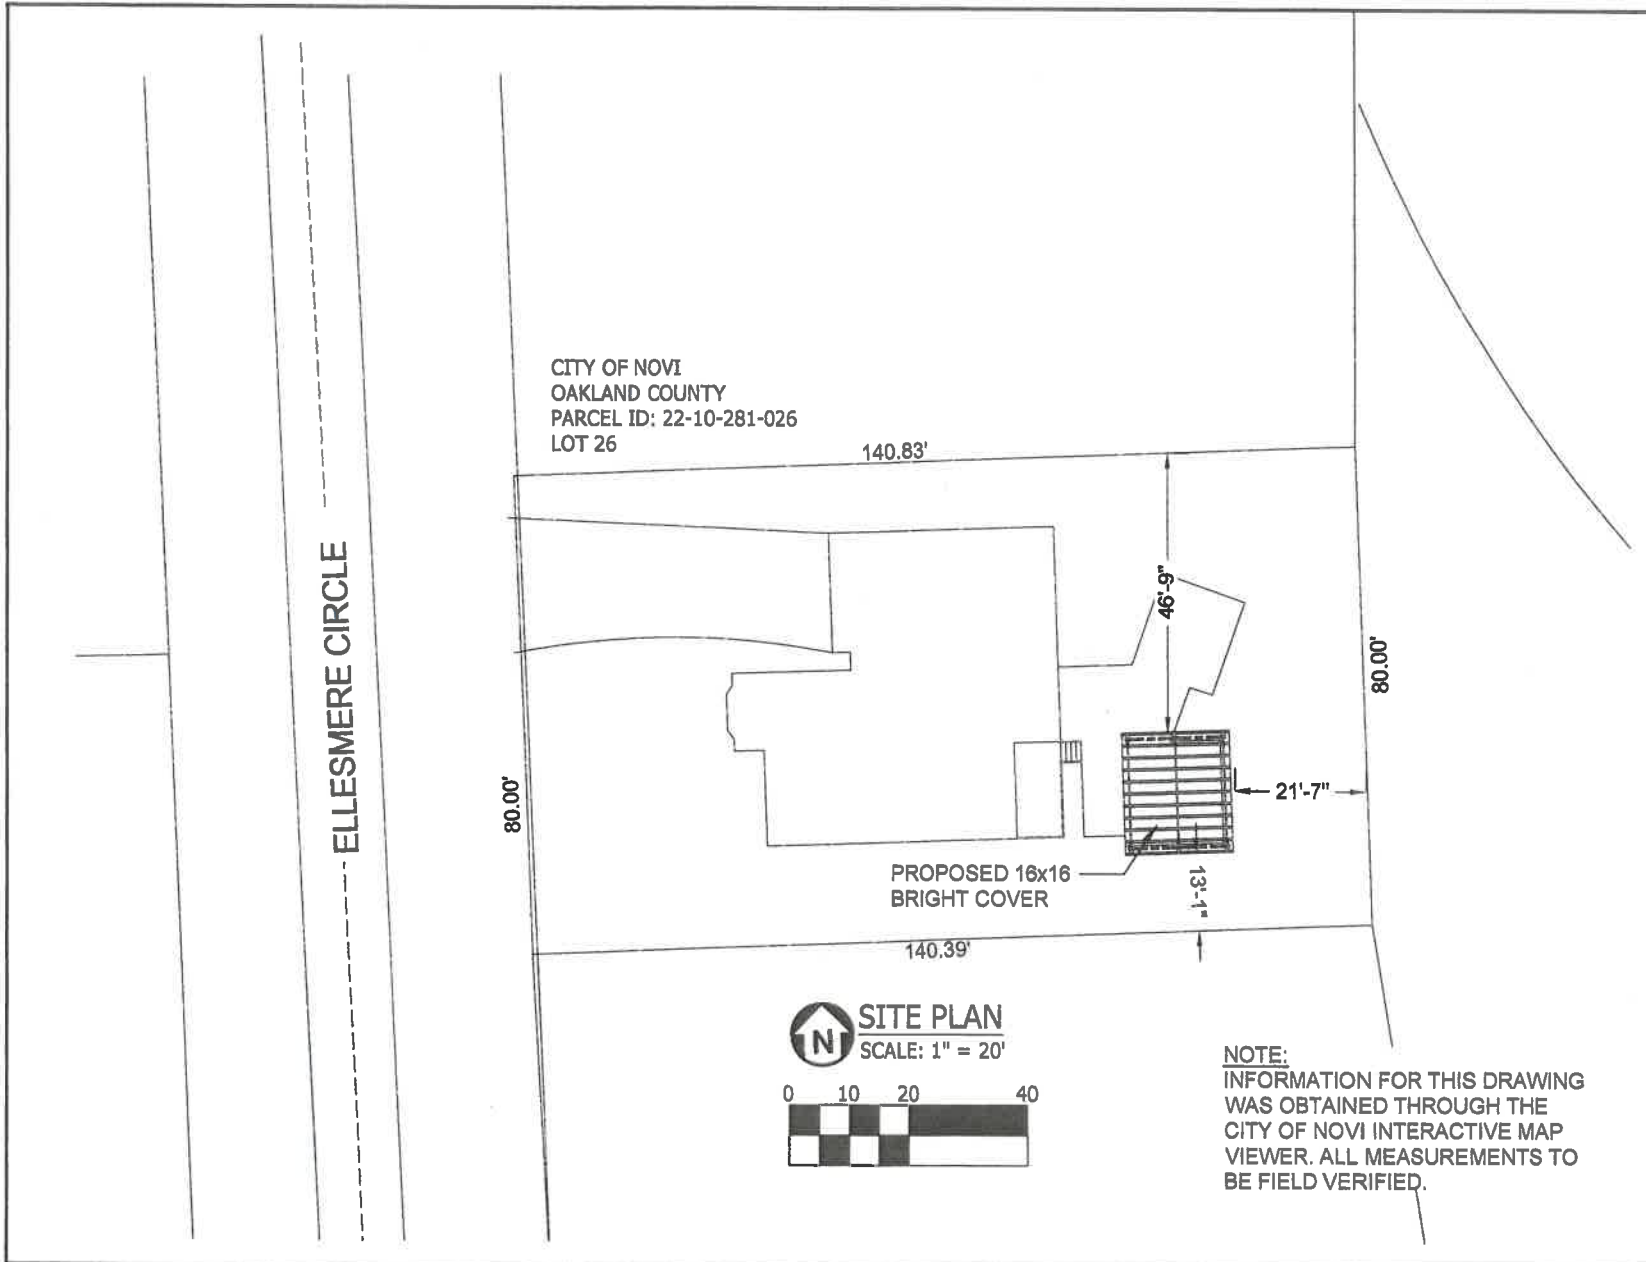 CITY OF NOVI
OAKLAND COUNTY
PARCEL ID: 22-10-281-026
LOT 26
140.83'
ELLESMERE CIRCLE
46'-9"
80.00'
80.00'
21'-7"
PROPOSED 16x16
BRIGHT COVER
13'-1"
140.39'
N
SITE PLAN
SCALE: 1" = 20'
0 10 20 40
NOTE:
INFORMATION FOR THIS DRAWING
WAS OBTAINED THROUGH THE
CITY OF NOVI INTERACTIVE MAP
VIEWER. ALL MEASUREMENTS TO
BE FIELD VERIFIED.